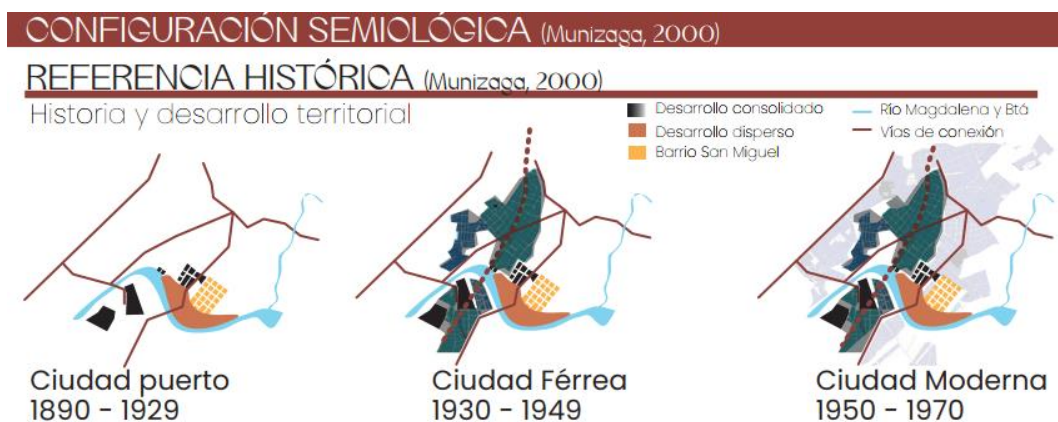 CONFIGURACIÓN SEMIOLÓGICA (Munizaga, 2000)
REFERENCIA HISTÓRICA (Munizaga, 2000)
Historia y desarrollo territorial
Desarrollo consolidado
Desarrollo disperso
Barrio San Miguel
Río Magdalena y Btá
Vías de conexión
Ciudad puerto
1890 - 1929
Ciudad Férrea
1930 - 1949
Ciudad Moderna
1950 - 1970